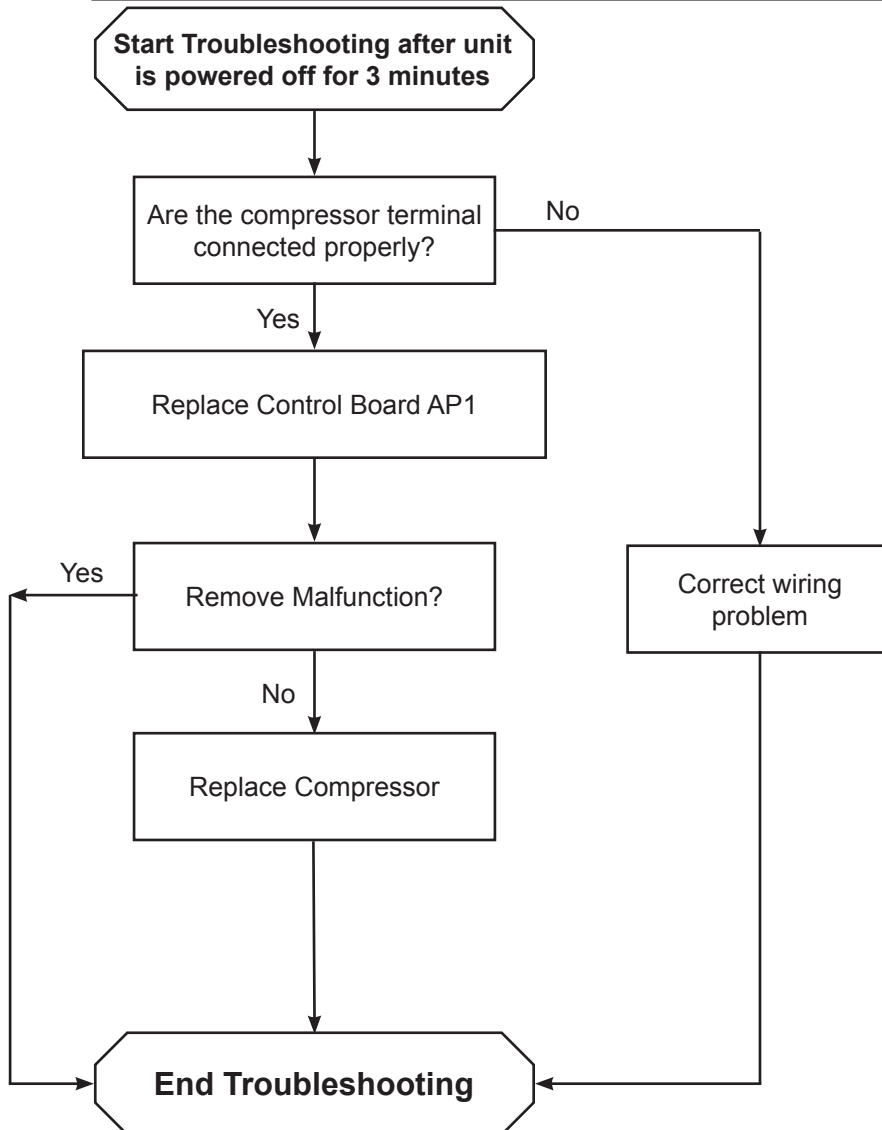 Start Troubleshooting after unit
is powered off for 3 minutes
Are the compressor terminal
connected properly?
No
Yes
Replace Control Board AP1
Yes
Remove Malfunction?
Correct wiring
problem
No
Replace Compressor
End Troubleshooting